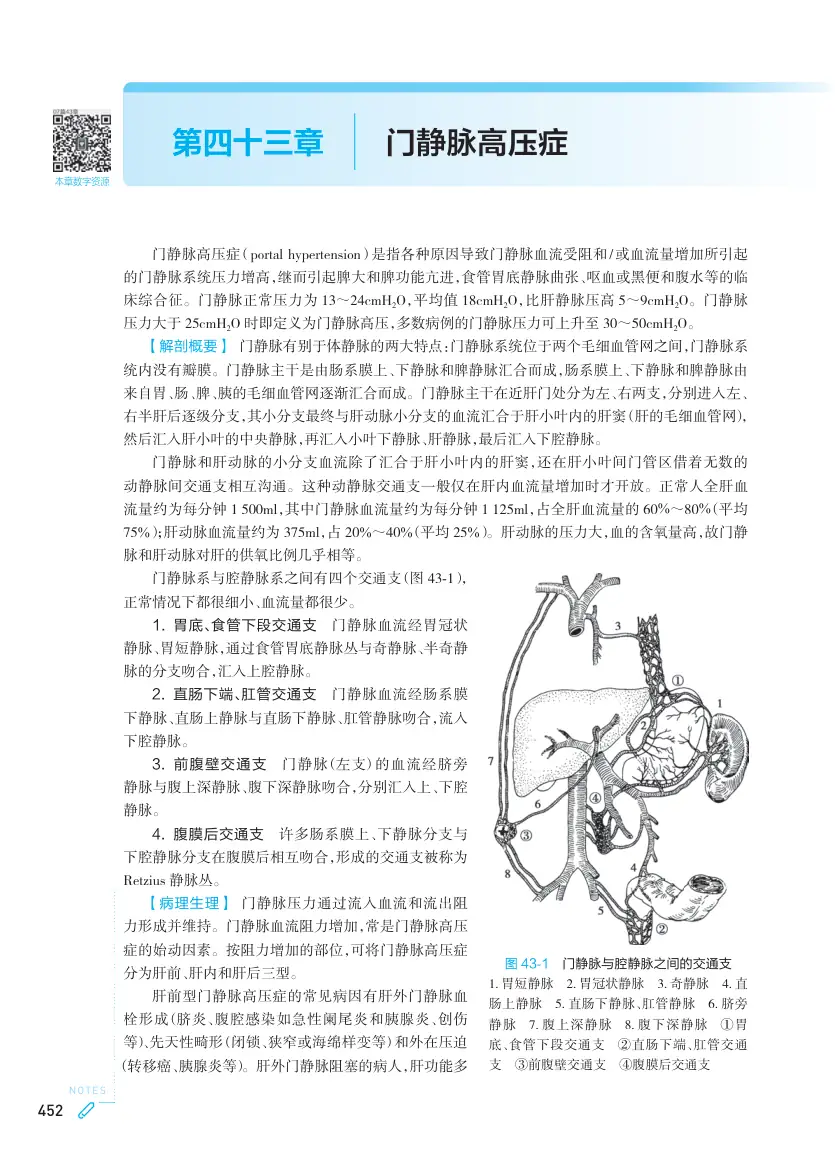 第四十三章
门静脉高压症
本章数字资源
门静脉高压症（portal hypertension）是指各种原因导致门静脉血流受阻和/或血流量增加所引起
的门静脉系统压力增高，继而引起脾大和脾功能亢进，食管胃底静脉曲张、呕血或黑便和腹水等的临
床综合征。门静脉正常压力为 13～24cmH₂O，平均值 18cmH₂O，比肝静脉压高 5～9cmH₂O。门静脉
压力大于 25cmH₂O 时即定义为门静脉高压，多数病例的门静脉压力可上升至 30～50cmH₂O。
【解剖概要】 门静脉有别于体静脉的两大特点：门静脉系统位于两个毛细血管网之间，门静脉系
统内没有瓣膜。门静脉主干是由肠系膜上、下静脉和脾静脉汇合而成，肠系膜上、下静脉和脾静脉由
来自胃、肠、脾、胰的毛细血管网逐渐汇合而成。门静脉主干在近肝门处分为左、右两支，分别进入左、
右半肝后逐级分支，其小分支最终与肝动脉小分支的血流汇合于肝小叶内的肝窦（肝的毛细血管网），
然后汇入肝小叶的中央静脉，再汇入小叶下静脉、肝静脉，最后汇入下腔静脉。
门静脉和肝动脉的小分支血流除了汇合于肝小叶内的肝窦，还在肝小叶间门管区借着无数的
动静脉间交通支相互沟通。这种动静脉交通支一般仅在肝内血流量增加时才开放。正常人全肝血
流量约为每分钟 1 500ml，其中门静脉血流量约为每分钟 1 125ml，占全肝血流量的 60%～80%（平均
75%）；肝动脉血流量约为 375ml，占 20%～40%（平均 25%）。肝动脉的压力大，血的含氧量高，故门静
脉和肝动脉对肝的供氧比例几乎相等。
门静脉系与腔静脉系之间有四个交通支（图 43-1），
正常情况下都很细小、血流量都很少。
1. 胃底、食管下段交通支 门静脉血流经胃冠状
静脉、胃短静脉，通过食管胃底静脉丛与奇静脉、半奇静
脉的分支吻合，汇入上腔静脉。
2. 直肠下端、肛管交通支 门静脉血流经肠系膜
下静脉、直肠上静脉与直肠下静脉、肛管静脉吻合，流入
下腔静脉。
3. 前腹壁交通支 门静脉（左支）的血流经脐旁
静脉与腹上深静脉、腹下深静脉吻合，分别汇入上、下腔
静脉。
4. 腹膜后交通支 许多肠系膜上、下静脉分支与
下腔静脉分支在腹膜后相互吻合，形成的交通支被称为
Retzius 静脉丛。
【病理生理】 门静脉压力通过流入血流和流出阻
力形成并维持。门静脉血流阻力增加，常是门静脉高压
症的始动因素。按阻力增加的部位，可将门静脉高压症
分为肝前、肝内和肝后三型。
肝前型门静脉高压症的常见病因有肝外门静脉血
栓形成（脐炎、腹腔感染如急性阑尾炎和胰腺炎、创伤
等）、先天性畸形（闭锁、狭窄或海绵样变等）和外在压迫
（转移癌、胰腺炎等）。肝外门静脉阻塞的病人，肝功能多
3
①
1
2
7
6
④
③
8
4
5
②
图 43-1 门静脉与腔静脉之间的交通支
1. 胃短静脉 2. 胃冠状静脉 3. 奇静脉 4. 直
肠上静脉 5. 直肠下静脉、肛管静脉 6. 脐旁
静脉 7. 腹上深静脉 8. 腹下深静脉 ①胃
底、食管下段交通支 ②直肠下端、肛管交通
支 ③前腹壁交通支 ④腹膜后交通支
NOTES
452